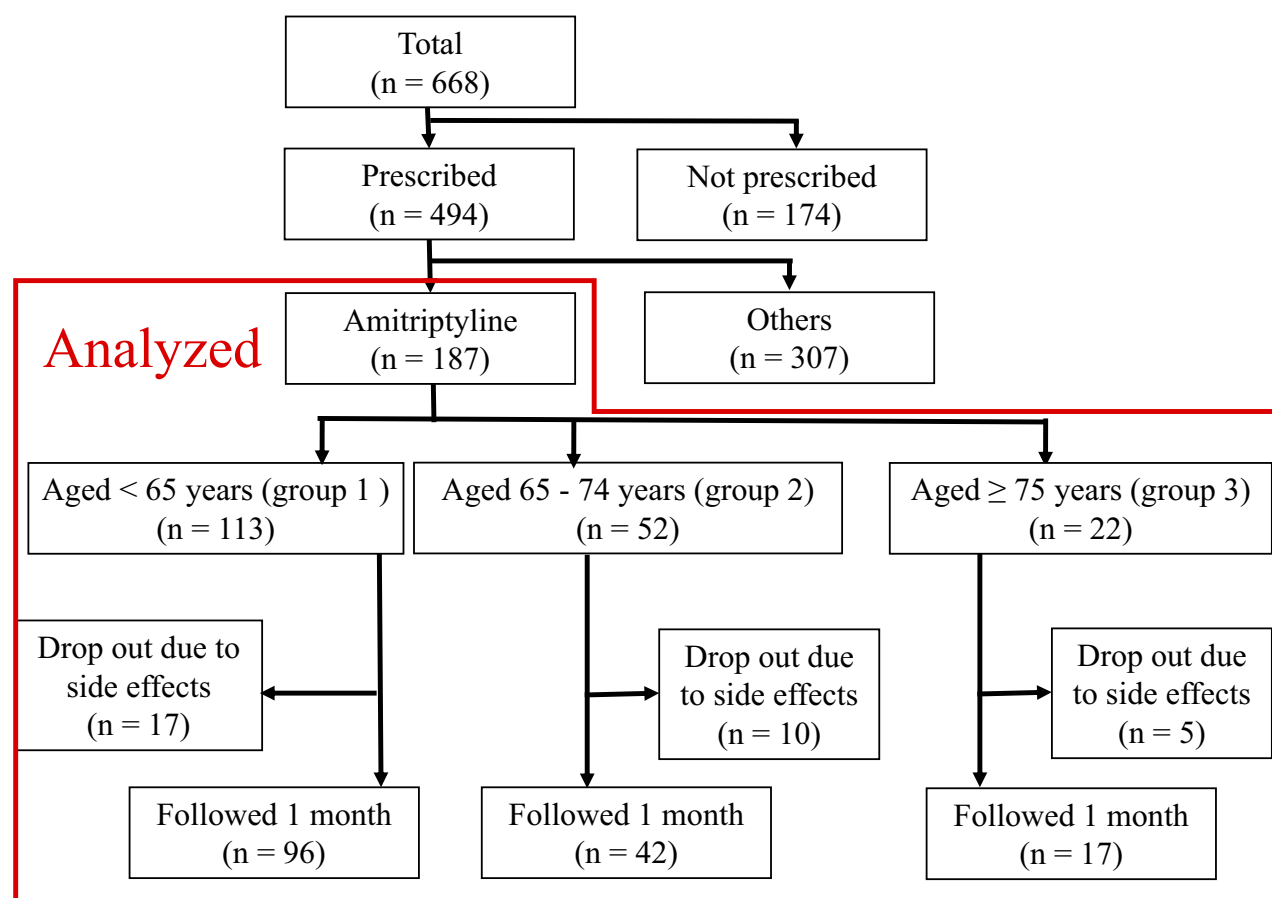 Total
(n = 668)
Prescribed
(n = 494)
Not prescribed
(n = 174)
Analyzed
Amitriptyline
(n = 187)
Others
(n = 307)
Aged < 65 years (group 1 )
(n = 113)
Aged 65 - 74 years (group 2)
(n = 52)
Aged ≥ 75 years (group 3)
(n = 22)
Drop out due to
side effects
(n = 17)
Drop out due
to side effects
(n = 10)
Drop out due
to side effects
(n = 5)
Followed 1 month
(n = 96)
Followed 1 month
(n = 42)
Followed 1 month
(n = 17)